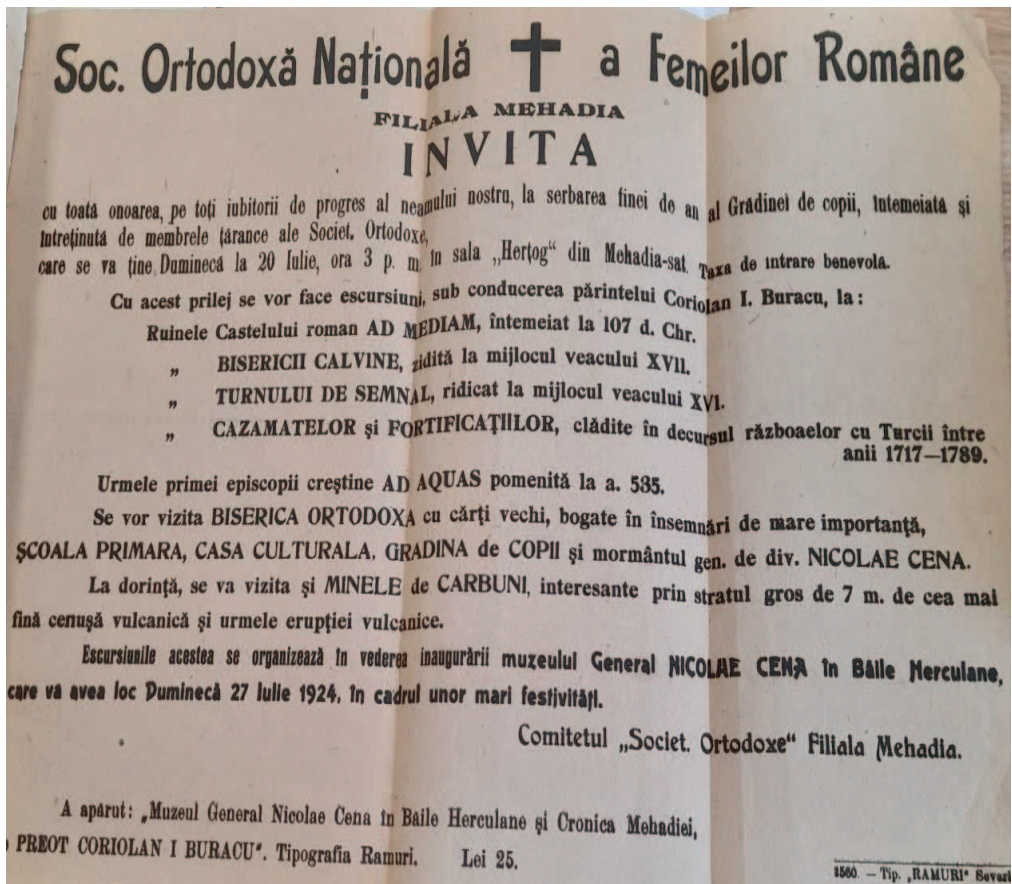 Soc. Ortodoxă Națională a Femeilor Române
FILIALA MEHADIA
INVITA
cu toată onoarea, pe toți iubitorii de progres al neamului nostru, la serbarea finei de an al Grădinei de copii, întemeiată și
întreținută de membrele țărance ale Societ. Ortodoxe,
care se va ține Duminecă la 20 Iulie, ora 3 p. m. în sala „Herțog“ din Mehadia-sat. Taxa de intrare benevolă.
Cu acest prilej se vor face escursiuni, sub conducerea părintelui Coriolan I. Buracu, la:
Ruinele Castelului roman AD MEDIAM, întemeiat la 107 d. Chr.
„ BISERICII CALVINE, zidită la mijlocul veacului XVII.
„ TURNULUI DE SEMNAL, ridicat la mijlocul veacului XVI.
„ CAZAMATELOR și FORTIFICAȚIILOR, clădite în decursul războaelor cu Turcii între
anii 1717—1789.
Urmele primei episcopii creștine AD AQUAS pomenită la a. 535.
Se vor vizita BISERICA ORTODOXA cu cărți vechi, bogate în însemnări de mare importanță,
ȘCOALA PRIMARA, CASA CULTURALA, GRADINA de COPII și mormântul gen. de div. NICOLAE CENA.
La dorință, se va vizita și MINELE de CARBUNI, interesante prin stratul gros de 7 m. de cea mai
fină cenușă vulcanică și urmele erupției vulcanice.
Escursiunile acestea se organizează în vederea inaugurării muzeului General NICOLAE CENA în Băile Herculane,
care va avea loc Duminecă 27 Iulie 1924, în cadrul unor mari festivități.
Comitetul „Societ. Ortodoxe“ Filiala Mehadia.
A apărut: „Muzeul General Nicolae Cena în Băile Herculane și Cronica Mehadiei,
PREOT CORIOLAN I BURACU“. Tipografia Ramuri. Lei 25.
1560. — Tip. „RAMURI“